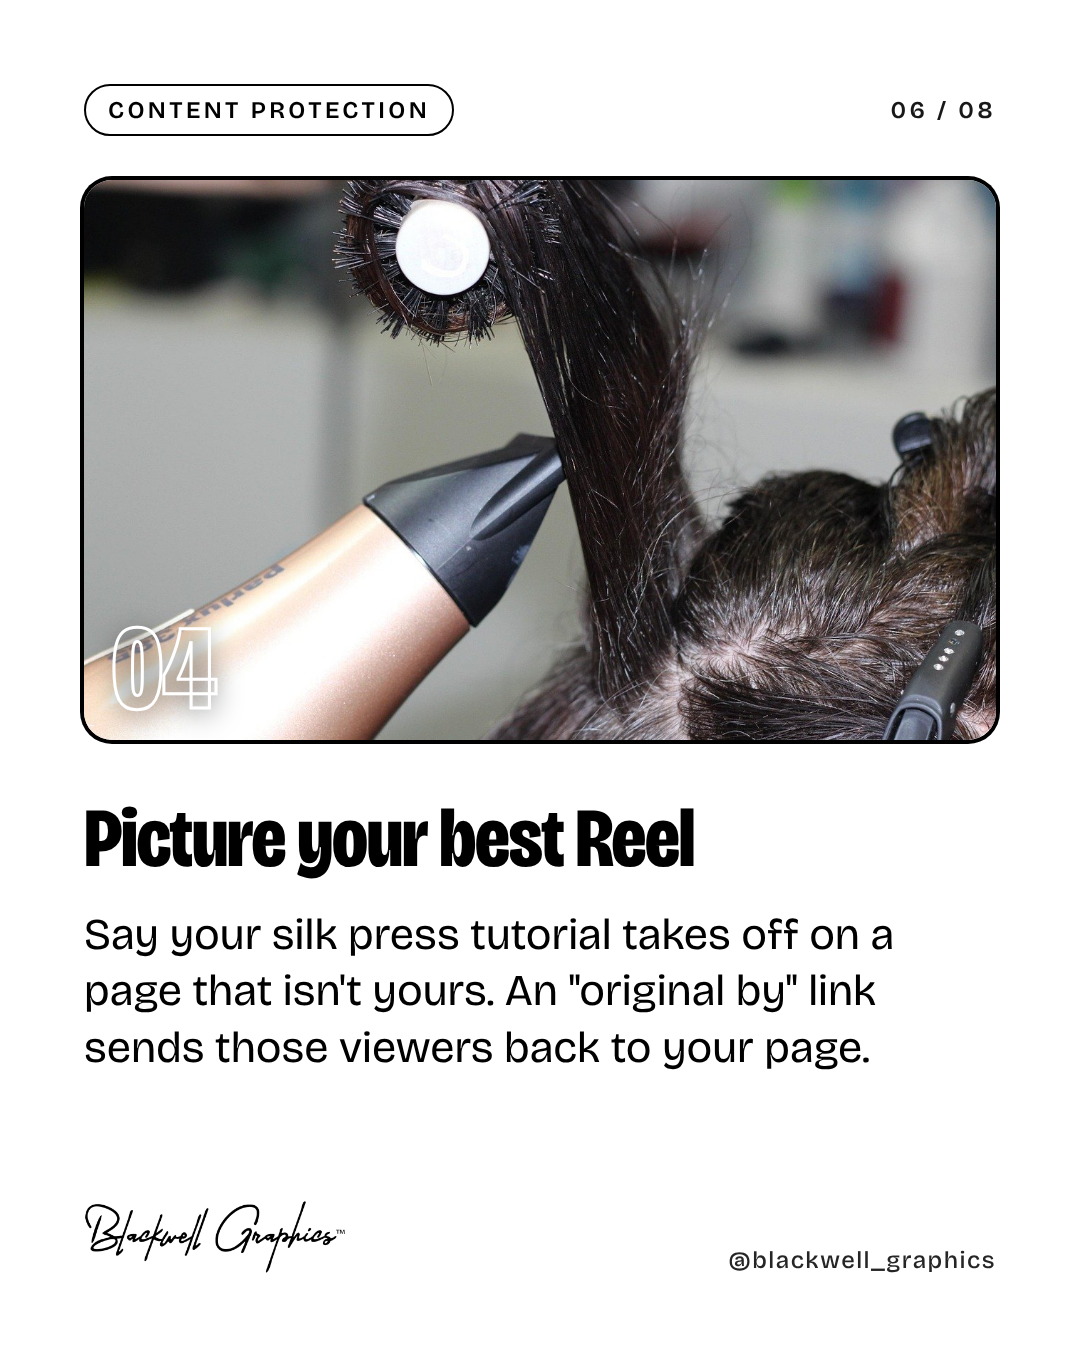 CONTENT PROTECTION
06 / 08
parlux
04
Picture your best Reel
Say your silk press tutorial takes off on a
page that isn't yours. An "original by" link
sends those viewers back to your page.
Blackwell Graphics™
@blackwell_graphics